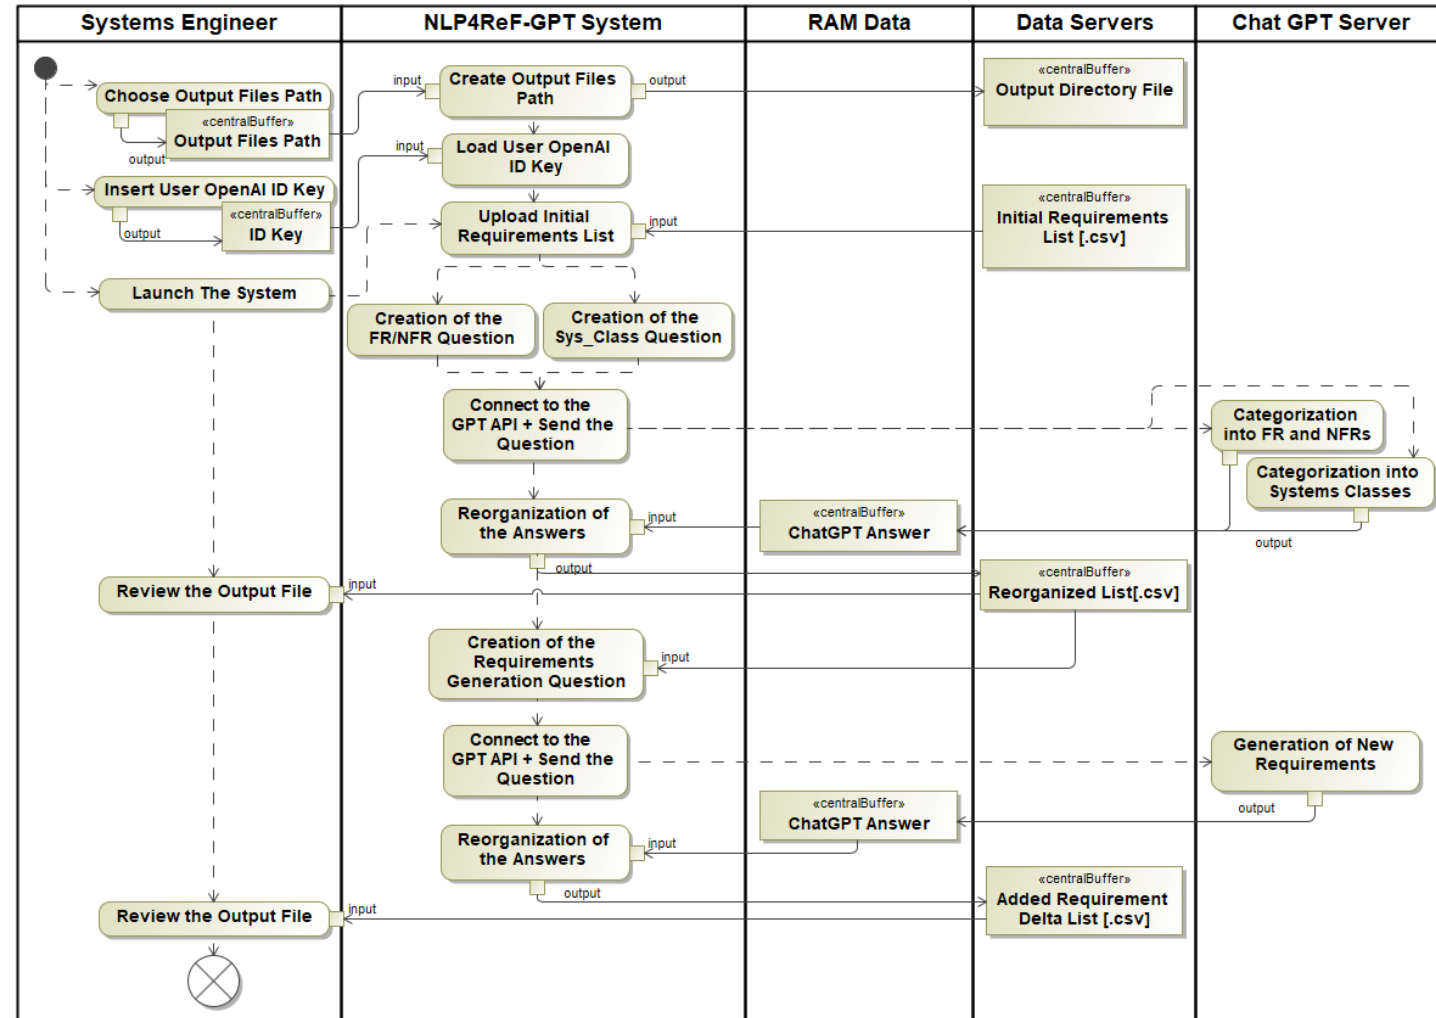 Systems Engineer
NLP4ReF-GPT System
RAM Data
Data Servers
Chat GPT Server
Choose Output Files Path
«centralBuffer»
Output Files Path
output
input
Create Output Files
Path
output
«centralBuffer»
Output Directory File
input
Load User OpenAI
ID Key
Insert User OpenAI ID Key
«centralBuffer»
ID Key
output
Upload Initial
Requirements List
input
«centralBuffer»
Initial Requirements
List [.csv]
Launch The System
Creation of the
FR/NFR Question
Creation of the
Sys_Class Question
Connect to the
GPT API + Send the
Question
Categorization
into FR and NFRs
Categorization into
Systems Classes
output
Reorganization of
the Answers
input
«centralBuffer»
ChatGPT Answer
output
«centralBuffer»
Reorganized List[.csv]
Review the Output File
input
Creation of the
Requirements
Generation Question
input
Connect to the
GPT API + Send the
Question
Generation of New
Requirements
output
«centralBuffer»
ChatGPT Answer
Reorganization of
the Answers
input
output
«centralBuffer»
Added Requirement
Delta List [.csv]
Review the Output File
input